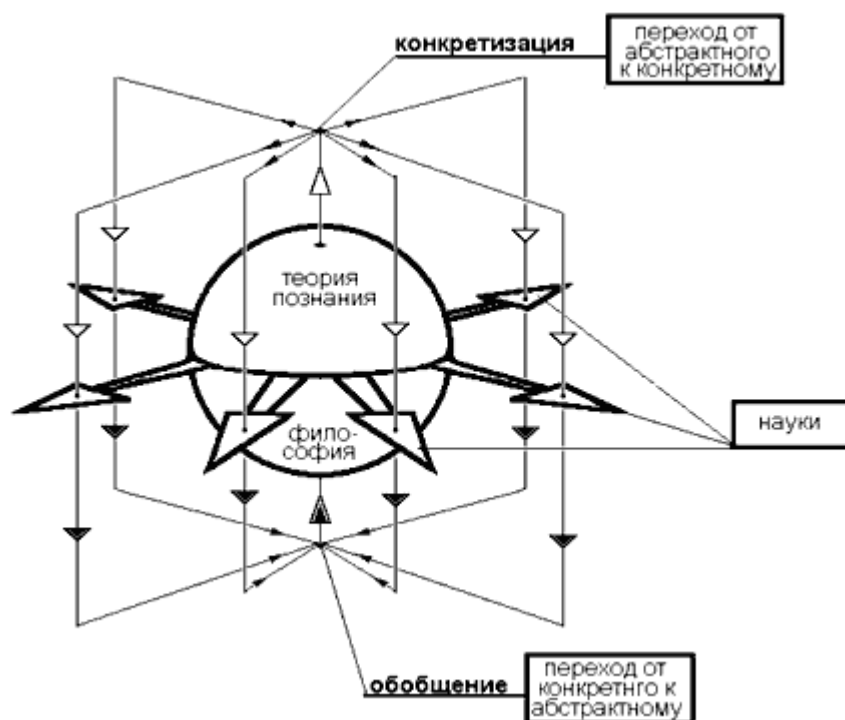 конкретизация
переход от
абстрактного
к конкретному
теория
познания
науки
фило-
софия
обобщение
переход от
конкретнго к
абстрактному